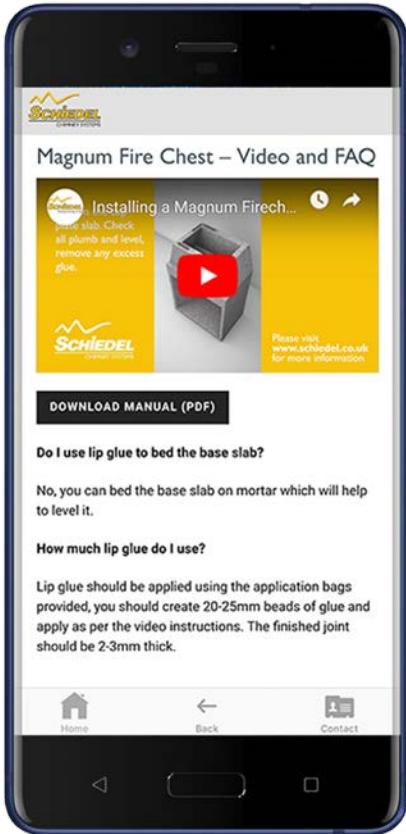 SCHIEDEL
CHIMNEY SYSTEMS
Magnum Fire Chest – Video and FAQ
Installing a Magnum Firech...
plate slab. Check
all plumb and level,
remove any excess
glue.
SCHIEDEL
CHIMNEY SYSTEMS
Please visit
www.schiedel.co.uk
for more information
DOWNLOAD MANUAL (PDF)
Do I use lip glue to bed the base slab?
No, you can bed the base slab on mortar which will help
to level it.
How much lip glue do I use?
Lip glue should be applied using the application bags
provided, you should create 20-25mm beads of glue and
apply as per the video instructions. The finished joint
should be 2-3mm thick.
Home
Back
Contact